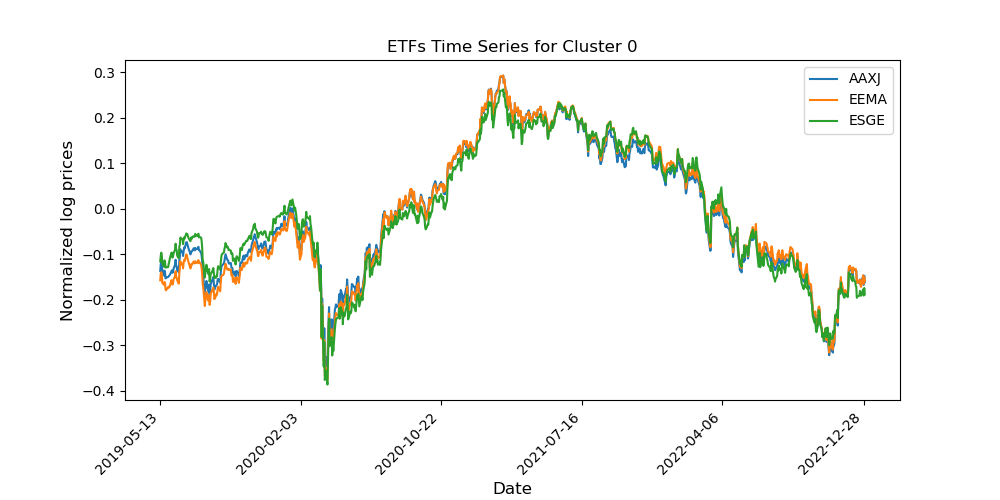 ETFs Time Series for Cluster 0
AAXJ
EEMA
ESGE
Normalized log prices
0.3
0.2
0.1
0.0
−0.1
−0.2
−0.3
−0.4
2019-05-13
2020-02-03
2020-10-22
2021-07-16
2022-04-06
2022-12-28
Date